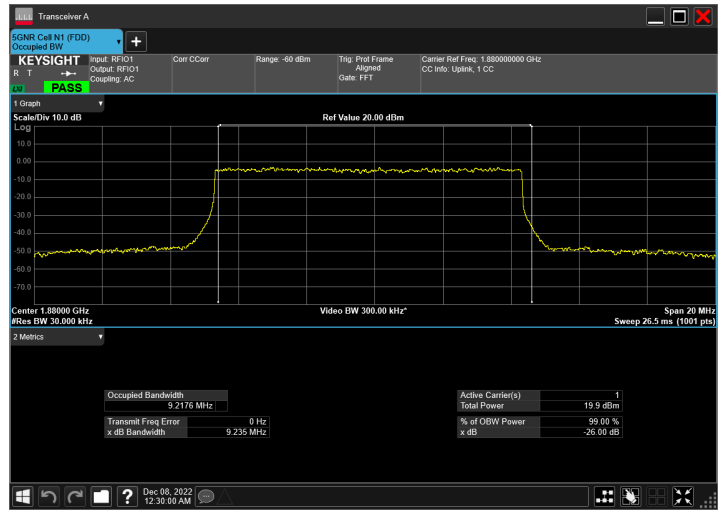 Transceiver A
5GNR Cell N1 (FDD)
Occupied BW
KEYSIGHT
R T
LXI
PASS
Input: RFIO1
Output: RFIO1
Coupling: AC
Corr CCorr
Range: -60 dBm
Trig: Prot Frame
Aligned
Gate: FFT
Carrier Ref Freq: 1.880000000 GHz
CC Info: Uplink, 1 CC
1 Graph
Scale/Div 10.0 dB
Ref Value 20.00 dBm
Log
10.0
0.00
-10.0
-20.0
-30.0
-40.0
-50.0
-60.0
-70.0
Center 1.88000 GHz
Video BW 300.00 kHz*
Span 20 MHz
#Res BW 30.000 kHz
Sweep 26.5 ms (1001 pts)
2 Metrics
Occupied Bandwidth
9.2176 MHz
Transmit Freq Error 0 Hz
x dB Bandwidth 9.235 MHz
Active Carrier(s) 1
Total Power 19.9 dBm
% of OBW Power 99.00 %
x dB -26.00 dB
?
Dec 08, 2022
12:30:00 AM